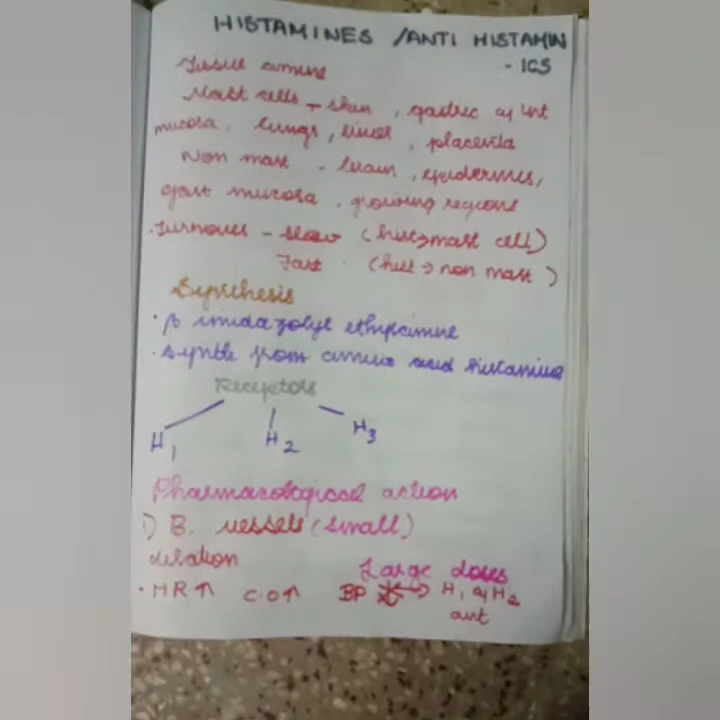 HISTAMINES /ANTI HISTAMIN
- ICS
Tissue amine
Mast cells - skin, gastric & int
mucosa, lungs, liver, placenta
Non mast - brain, epidermis,
gast mucosa, growing regions
. Turnover - slow (hist→mast cell)
Fast - (hist → non mast)
Synthesis
. β imidazolyl ethylamine
. Synthe from amino acid histamine
Receptors
H1 H2 H3
Pharmacological action
1) B. vessels (small)
dilation
Large doses
. HR↑ C.O↑ BP H1 & H2
ant